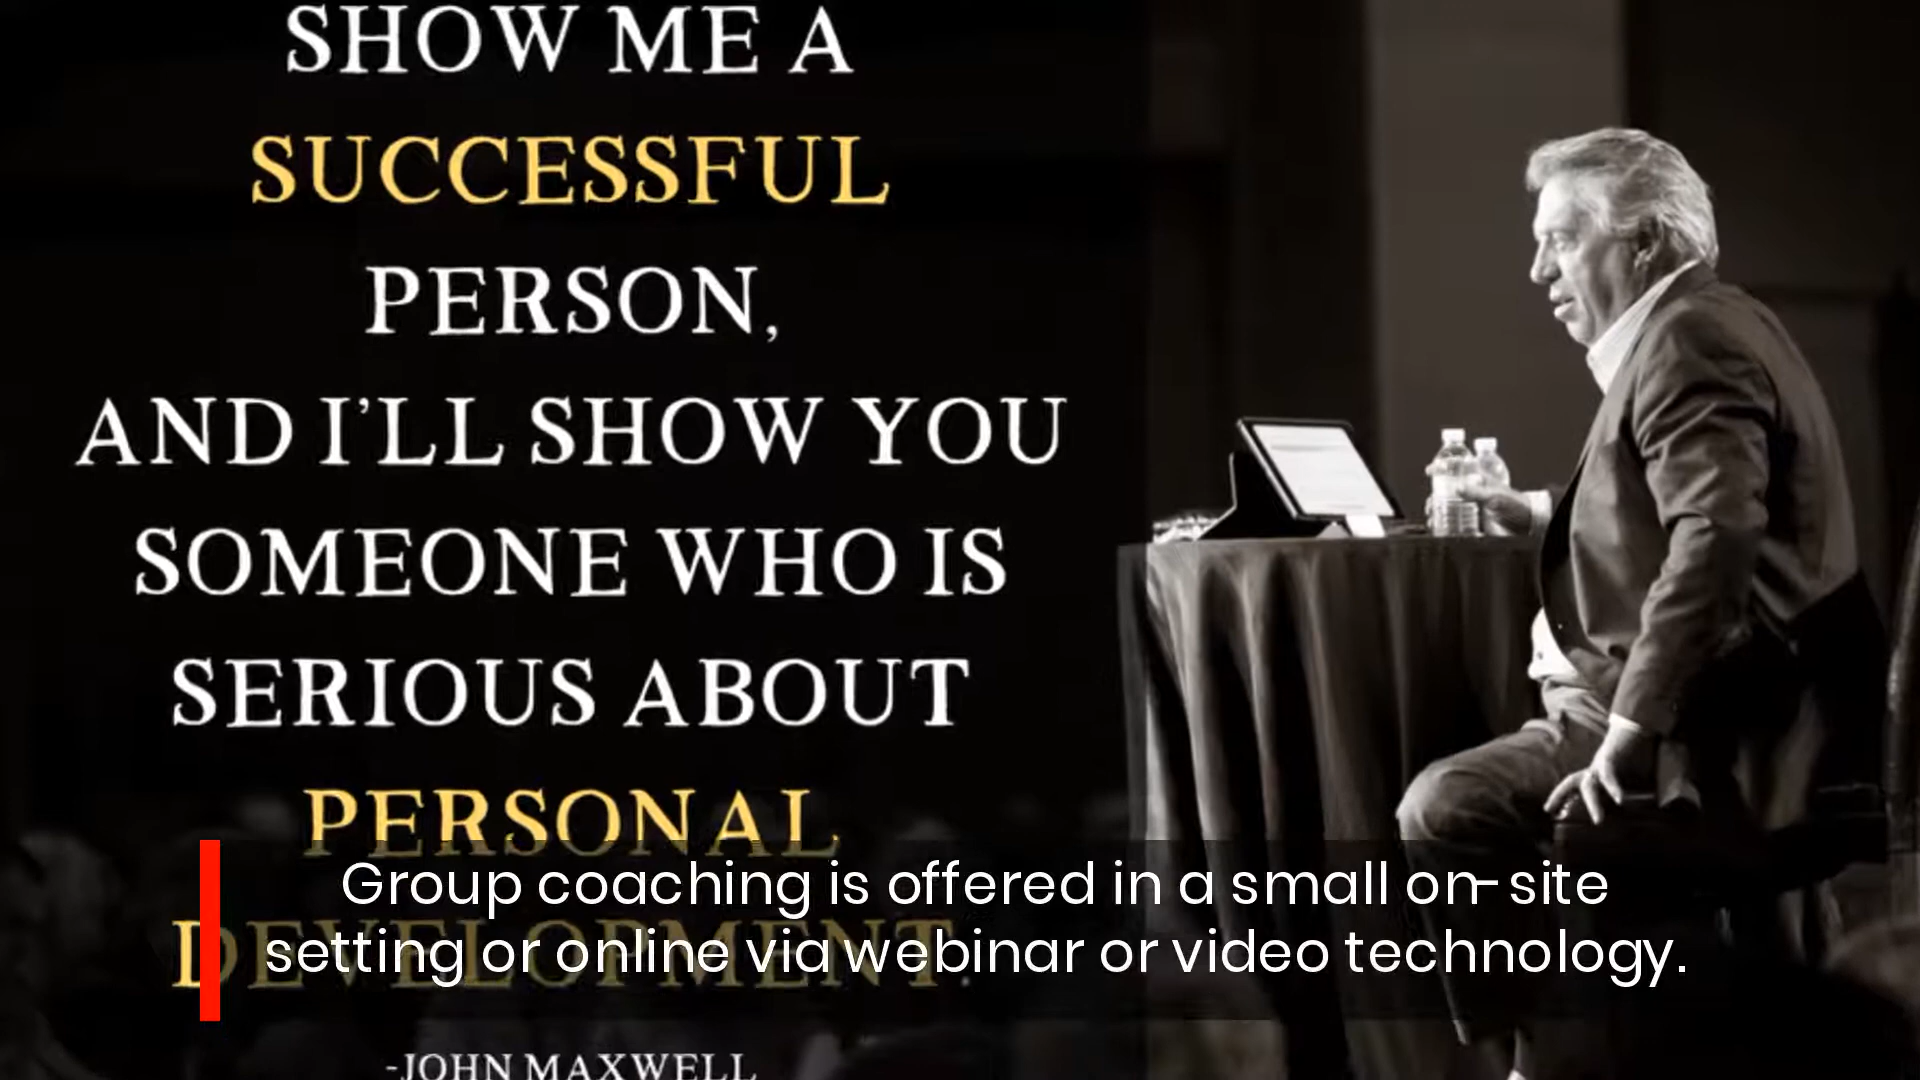 SHOW ME A
SUCCESSFUL
PERSON,
AND I'LL SHOW YOU
SOMEONE WHO IS
SERIOUS ABOUT
PERSONAL
DEVELOPMENT.
-JOHN MAXWELL
Group coaching is offered in a small on-site
setting or online via webinar or video technology.